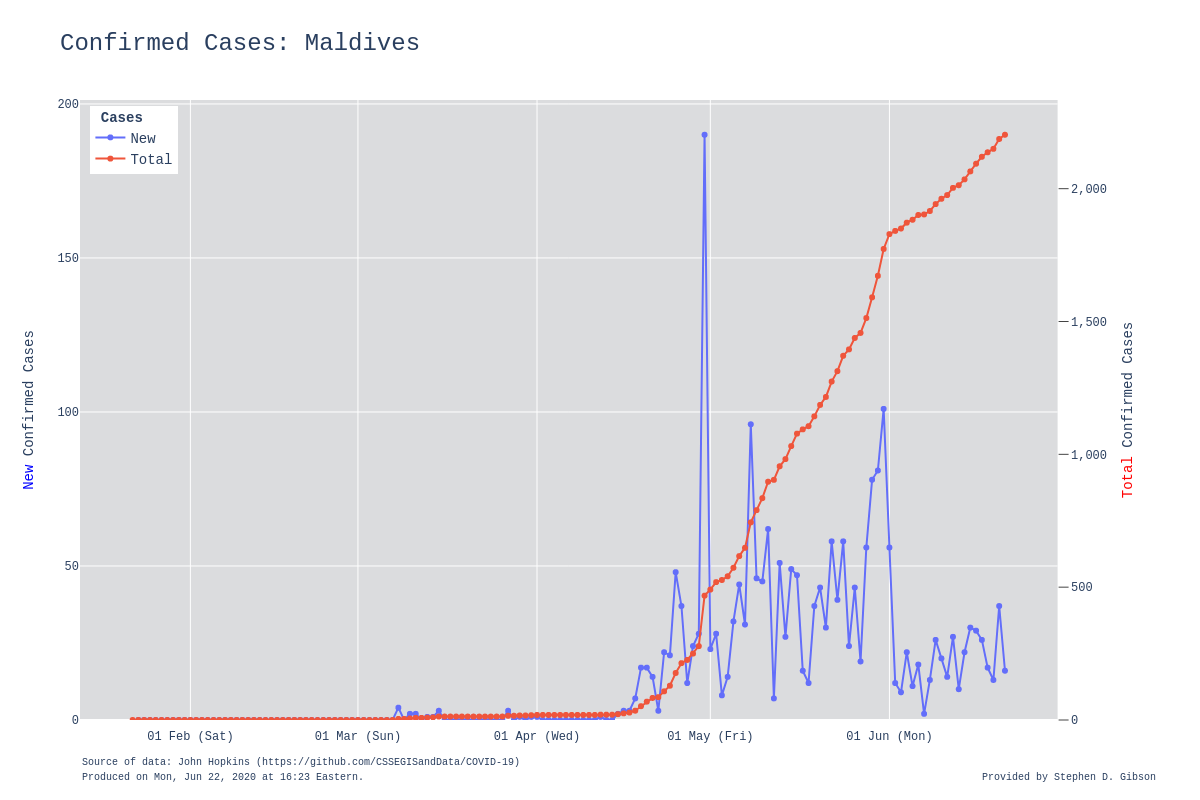 Confirmed Cases: Maldives
Cases
New
Total
200
150
100
50
0
2,000
1,500
1,000
500
0
New Confirmed Cases
Total Confirmed Cases
01 Feb (Sat)
01 Mar (Sun)
01 Apr (Wed)
01 May (Fri)
01 Jun (Mon)
Source of data: John Hopkins (https://github.com/CSSEGISandData/COVID-19)
Produced on Mon, Jun 22, 2020 at 16:23 Eastern.
Provided by Stephen D. Gibson